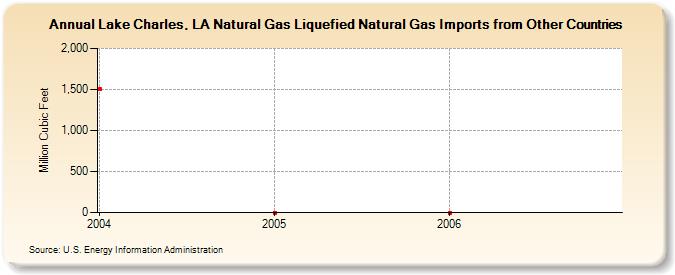 Annual Lake Charles, LA Natural Gas Liquefied Natural Gas Imports from Other Countries
Million Cubic Feet
2,000
1,500
1,000
500
0
2004 2005 2006
Source: U.S. Energy Information Administration